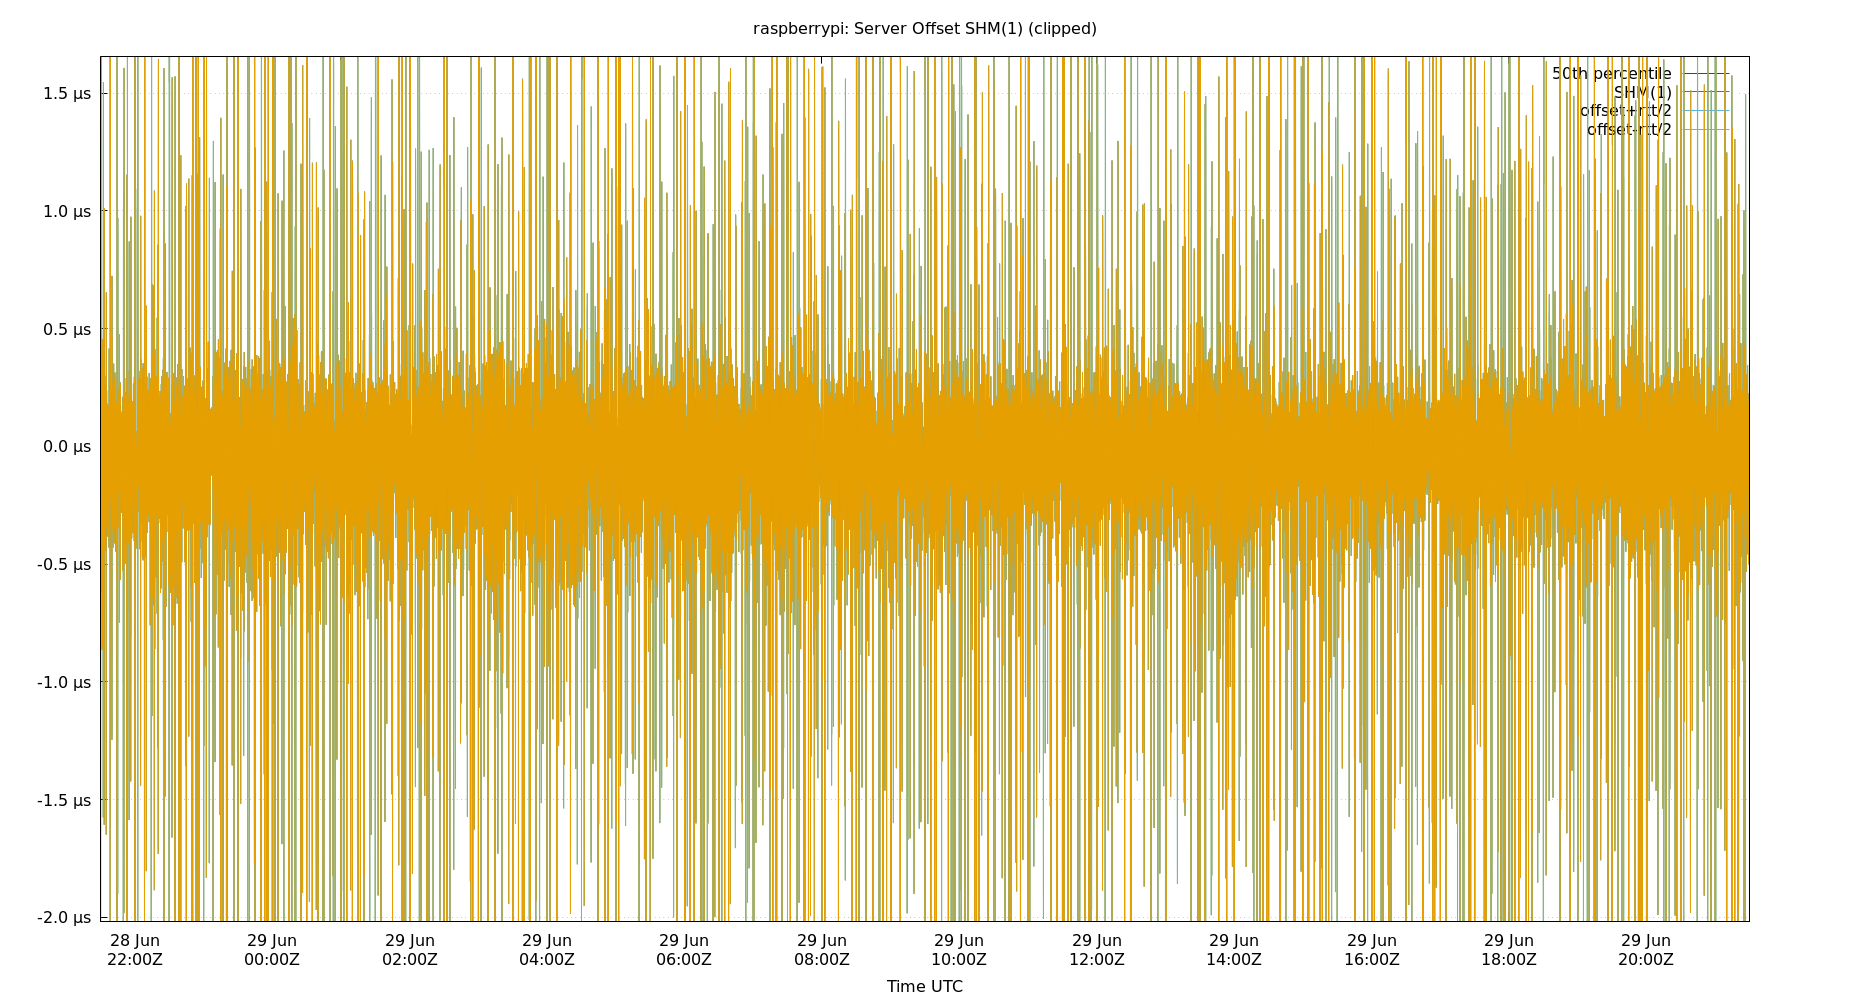 raspberrypi: Server Offset SHM(1) (clipped)
50th percentile
SHM(1)
offset+rtt/2
offset-rtt/2
1.5 µs
1.0 µs
0.5 µs
0.0 µs
-0.5 µs
-1.0 µs
-1.5 µs
-2.0 µs
28 Jun 29 Jun 29 Jun 29 Jun 29 Jun 29 Jun 29 Jun 29 Jun 29 Jun 29 Jun 29 Jun 29 Jun
22:00Z 00:00Z 02:00Z 04:00Z 06:00Z 08:00Z 10:00Z 12:00Z 14:00Z 16:00Z 18:00Z 20:00Z
Time UTC